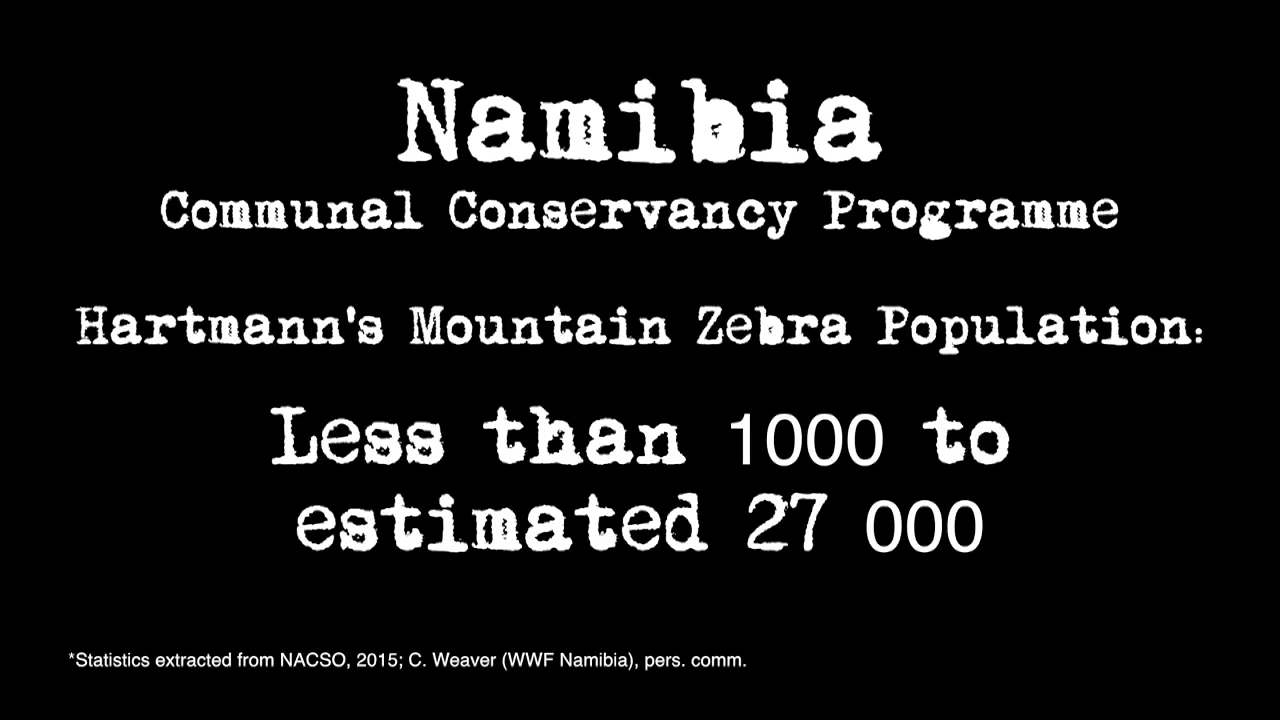 Namibia
Communal Conservancy Programme
Hartmann's Mountain Zebra Population:
Less than 1000 to
estimated 27 000
*Statistics extracted from NACSO, 2015; C. Weaver (WWF Namibia), pers. comm.